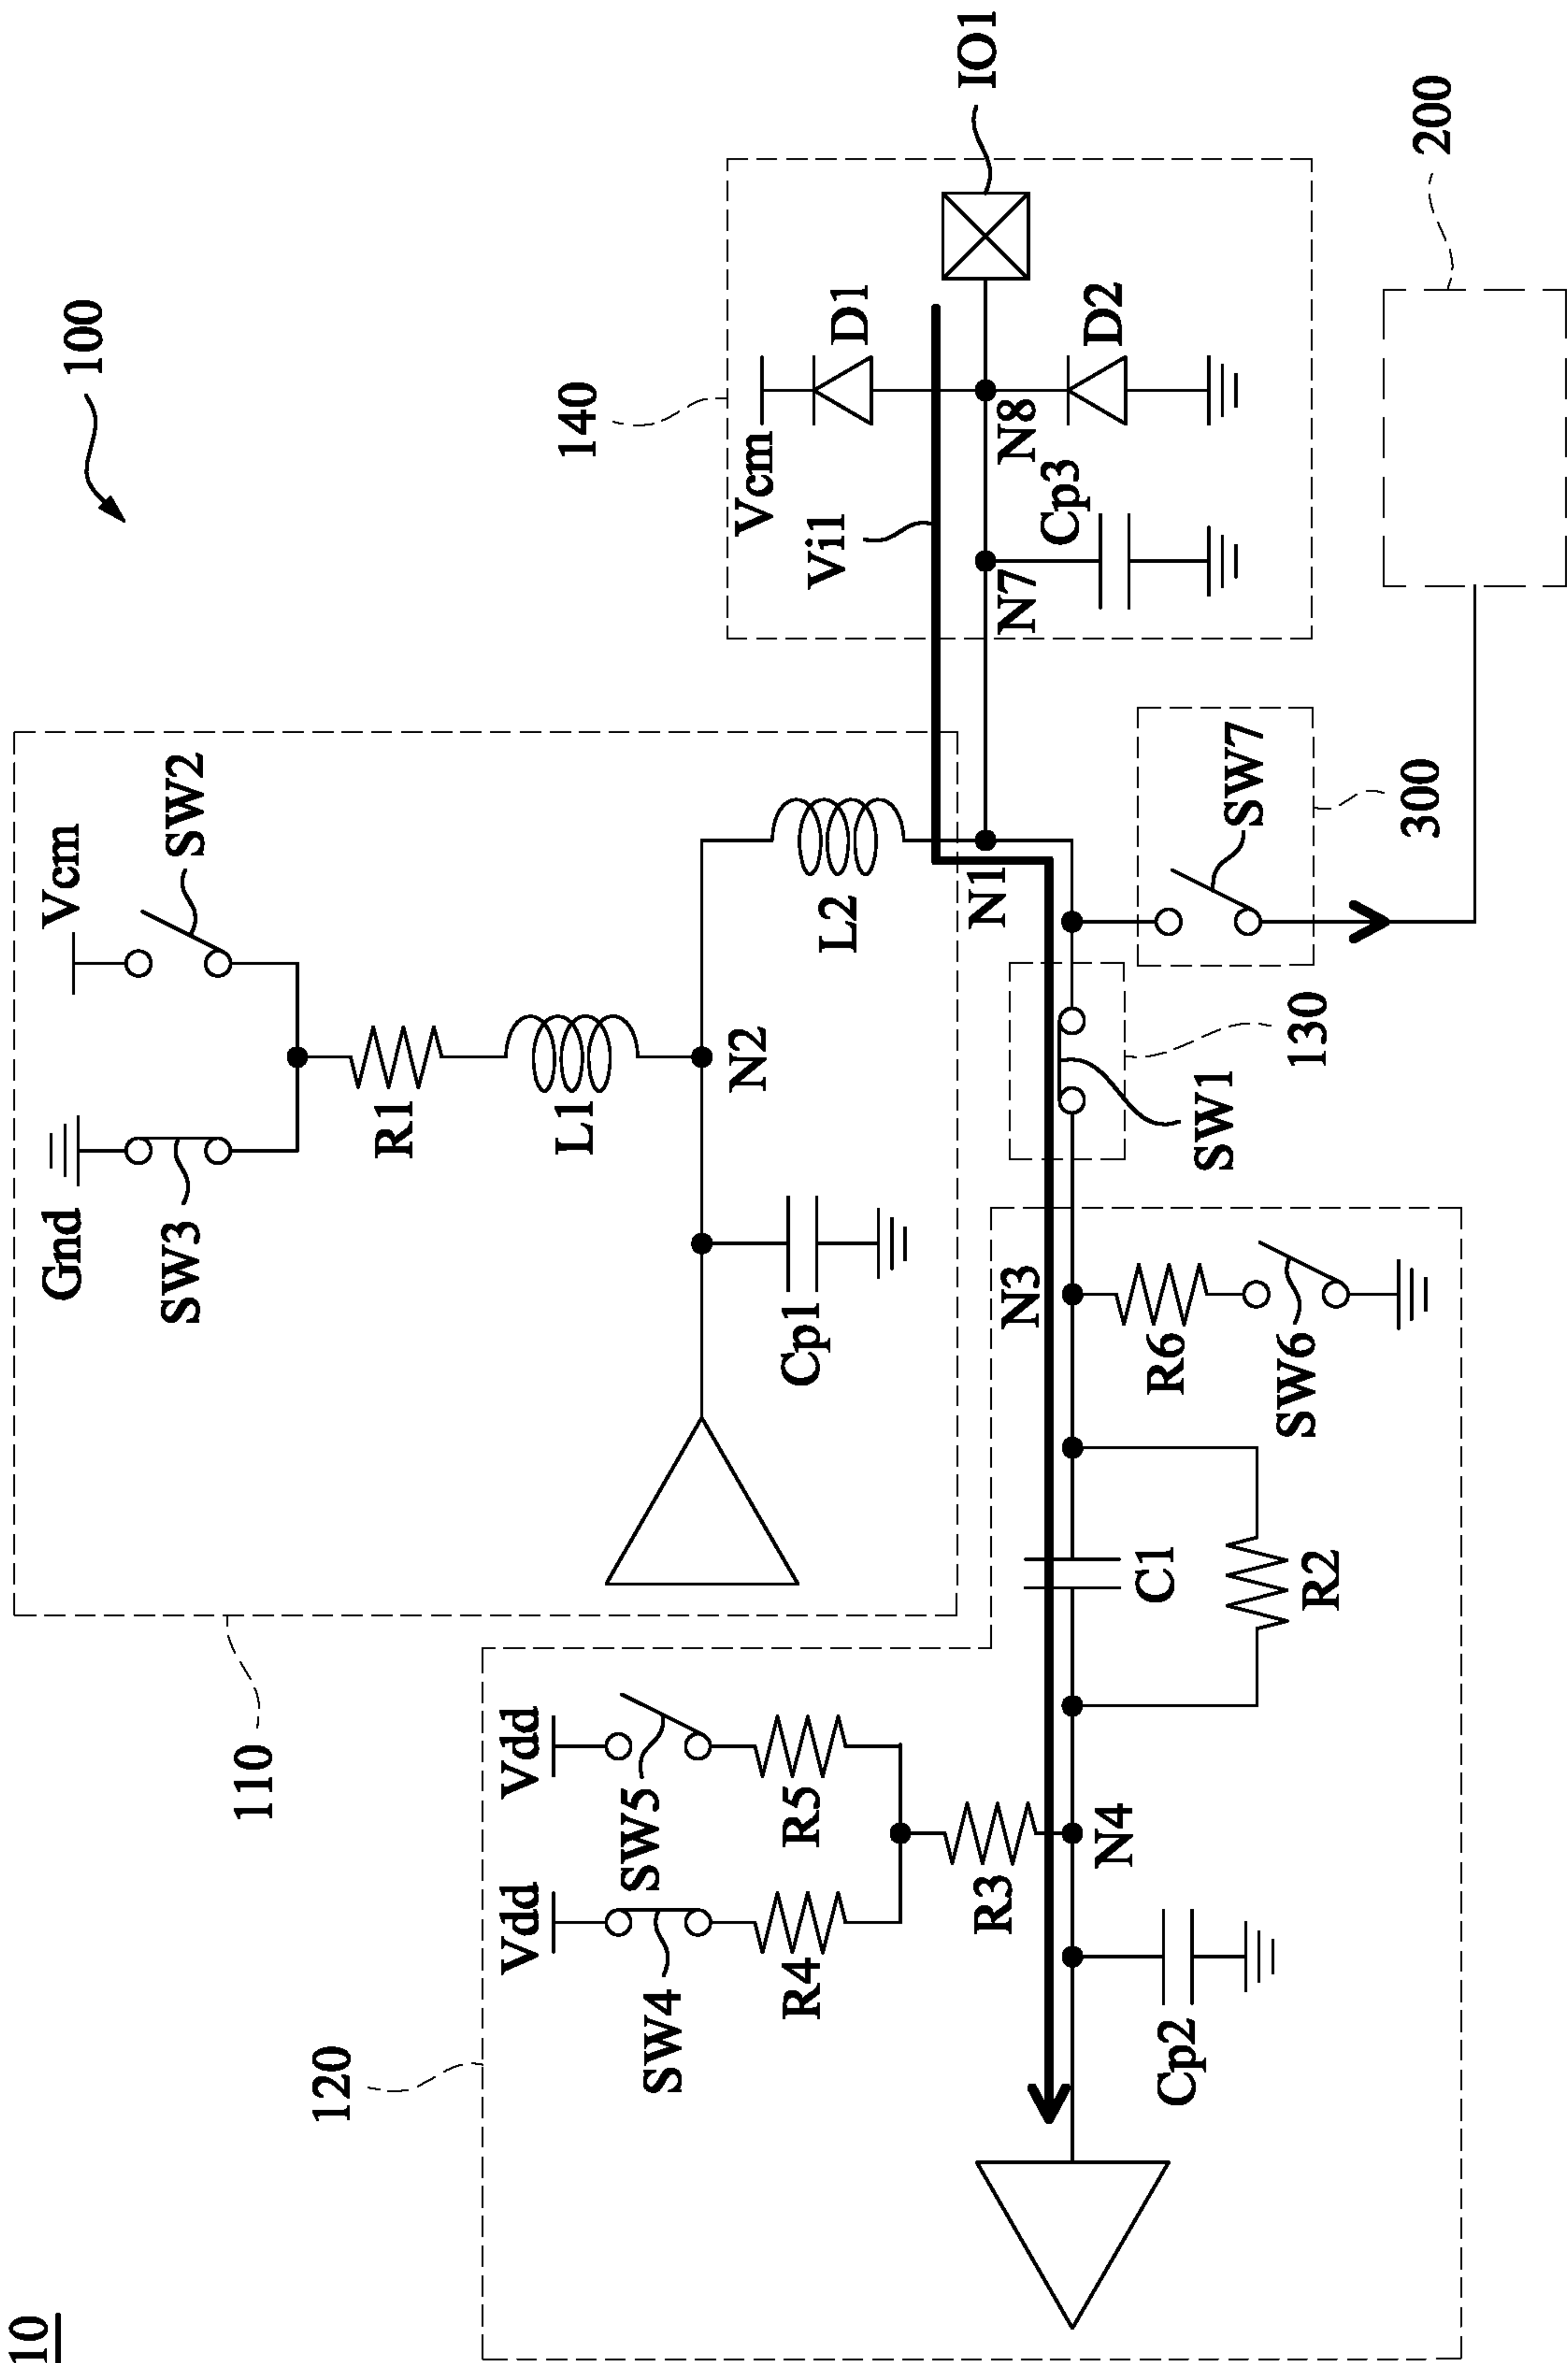 10
100
110
Gnd
Vcm
SW3
SW2
R1
L1
N2
Cp1
L2
140
Vcm
D1
IO1
Vi1
N8
N7
D2
Cp3
N1
120
Vdd
Vdd
SW4
SW5
R4
R5
R3
N4
Cp2
C1
R2
N3
R6
SW6
SW1
130
SW7
300
200